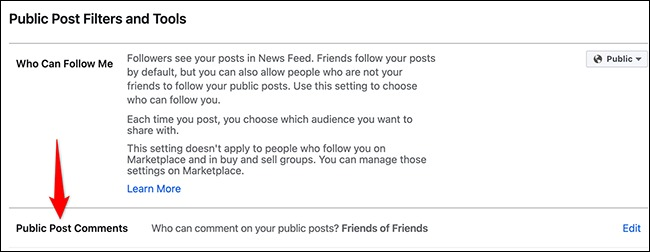 Public Post Filters and Tools
Who Can Follow Me
Followers see your posts in News Feed. Friends follow your posts
by default, but you can also allow people who are not your
friends to follow your public posts. Use this setting to choose
who can follow you.
Public
Each time you post, you choose which audience you want to
share with.
This setting doesn't apply to people who follow you on
Marketplace and in buy and sell groups. You can manage those
settings on Marketplace.
Learn More
Public Post Comments Who can comment on your public posts? Friends of Friends Edit